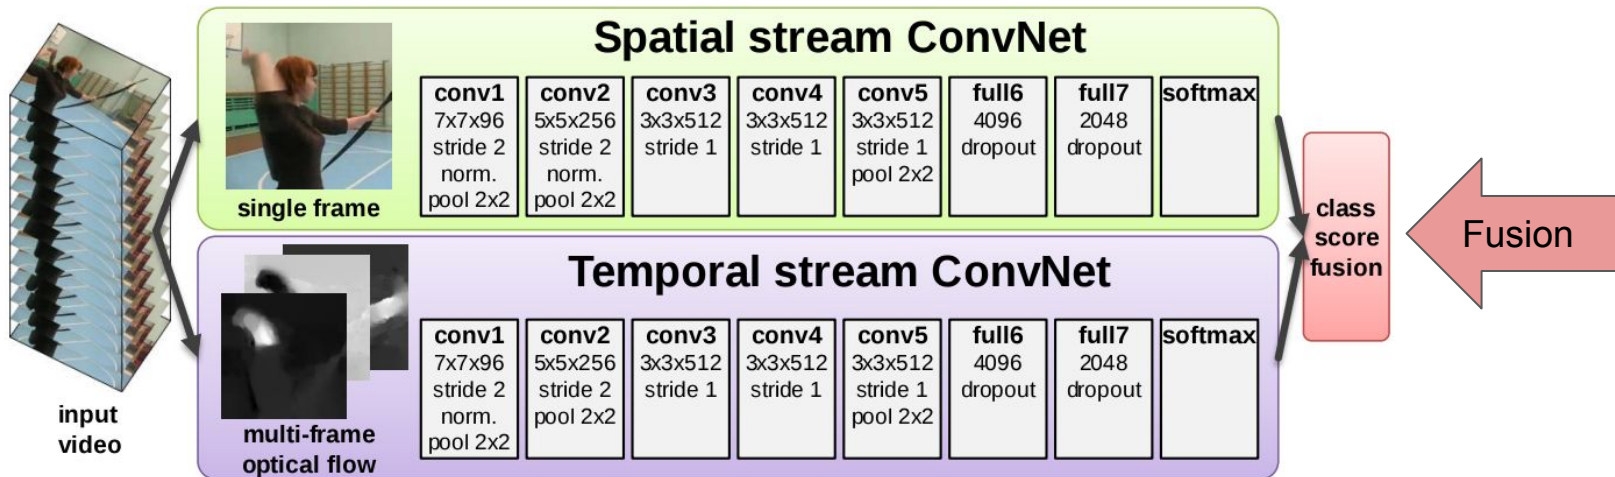 Spatial stream ConvNet
single frame
conv1
7x7x96
stride 2
norm.
pool 2x2
conv2
5x5x256
stride 2
norm.
pool 2x2
conv3
3x3x512
stride 1
conv4
3x3x512
stride 1
conv5
3x3x512
stride 1
pool 2x2
full6
4096
dropout
full7
2048
dropout
softmax
input
video
Temporal stream ConvNet
multi-frame
optical flow
conv1
7x7x96
stride 2
norm.
pool 2x2
conv2
5x5x256
stride 2
pool 2x2
conv3
3x3x512
stride 1
conv4
3x3x512
stride 1
conv5
3x3x512
stride 1
pool 2x2
full6
4096
dropout
full7
2048
dropout
softmax
class
score
fusion
Fusion